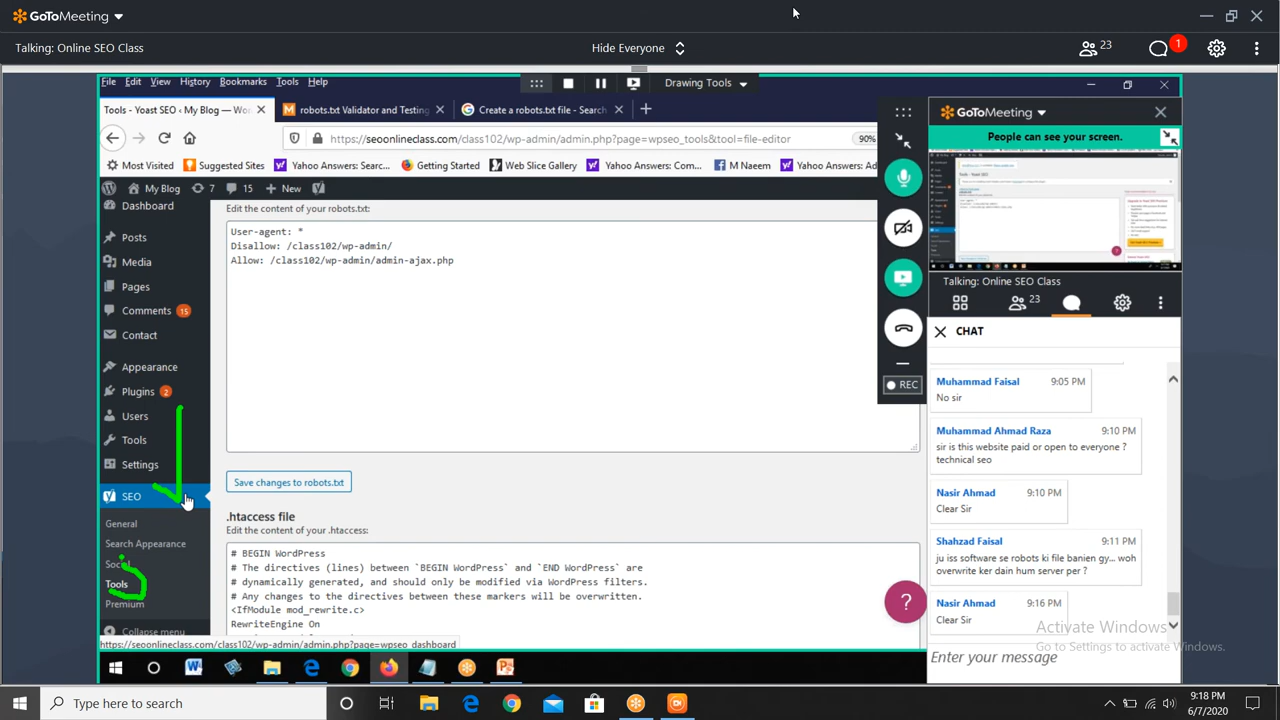 GoToMeeting
Talking: Online SEO Class
Hide Everyone
23
1
File Edit View History Bookmarks Tools Help
Drawing Tools
Tools - Yoast SEO ‹ My Blog — Wo
robots.txt Validator and Testing
Create a robots.txt file - Search
https://seoonlineclass.com/class102/wp-admin/admin.php?page=wpseo_tools&tool=file-editor
90%
Most Visited
Suggested Sites
Yahoo Answers: Searc...
Getting Started
Web Slice Gallery
Yahoo Answers: For...
M Naeem
Yahoo Answers Ad
My Blog
7
15
New
Dashboard
Posts
Media
Pages
Comments 15
Contact
Appearance
Plugins 2
Users
Tools
Settings
SEO
General
Search Appearance
Social
Tools
Premium
Collapse menu
Edit the content of your robots.txt:
User-agent: *
Disallow: /class102/wp-admin/
Allow: /class102/wp-admin/admin-ajax.php
Save changes to robots.txt
.htaccess file
Edit the content of your .htaccess:
# BEGIN WordPress
# The directives (lines) between `BEGIN WordPress` and `END WordPress` are
# dynamically generated, and should only be modified via WordPress filters.
# Any changes to the directives between these markers will be overwritten.
<IfModule mod_rewrite.c>
RewriteEngine On
https://seoonlineclass.com/class102/wp-admin/admin.php?page=wpseo_dashboard
?
REC
GoToMeeting
People can see your screen.
Talking: Online SEO Class
23
CHAT
Muhammad Faisal 9:05 PM
No sir
Muhammad Ahmad Raza 9:10 PM
sir is this website paid or open to everyone ?
technical seo
Nasir Ahmad 9:10 PM
Clear Sir
Shahzad Faisal 9:11 PM
ju iss software se robots ki file banien gy... woh
overwrite ker dain hum server per ?
Nasir Ahmad 9:16 PM
Clear Sir
Activate Windows
Go to Settings to activate Windows.
Enter your message
Type here to search
9:18 PM
6/7/2020